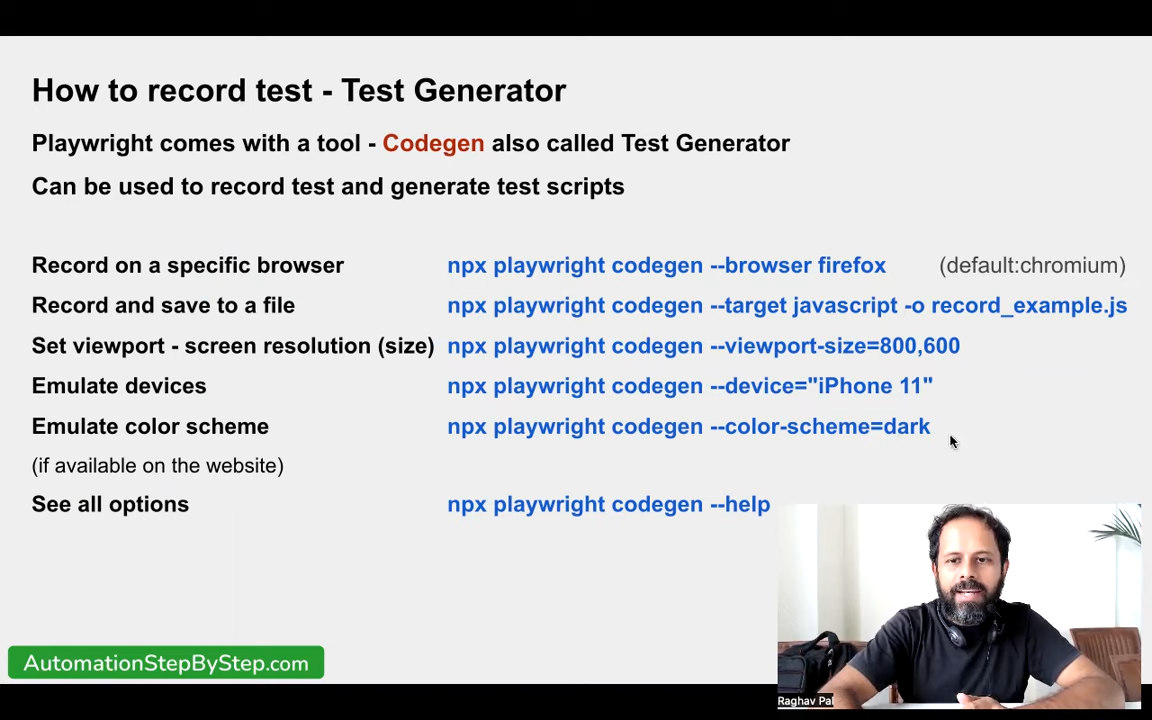 How to record test - Test Generator
Playwright comes with a tool - Codegen also called Test Generator
Can be used to record test and generate test scripts
Record on a specific browser npx playwright codegen --browser firefox (default:chromium)
Record and save to a file npx playwright codegen --target javascript -o record_example.js
Set viewport - screen resolution (size) npx playwright codegen --viewport-size=800,600
Emulate devices npx playwright codegen --device="iPhone 11"
Emulate color scheme npx playwright codegen --color-scheme=dark
(if available on the website)
See all options npx playwright codegen --help
AutomationStepByStep.com
Raghav Pal